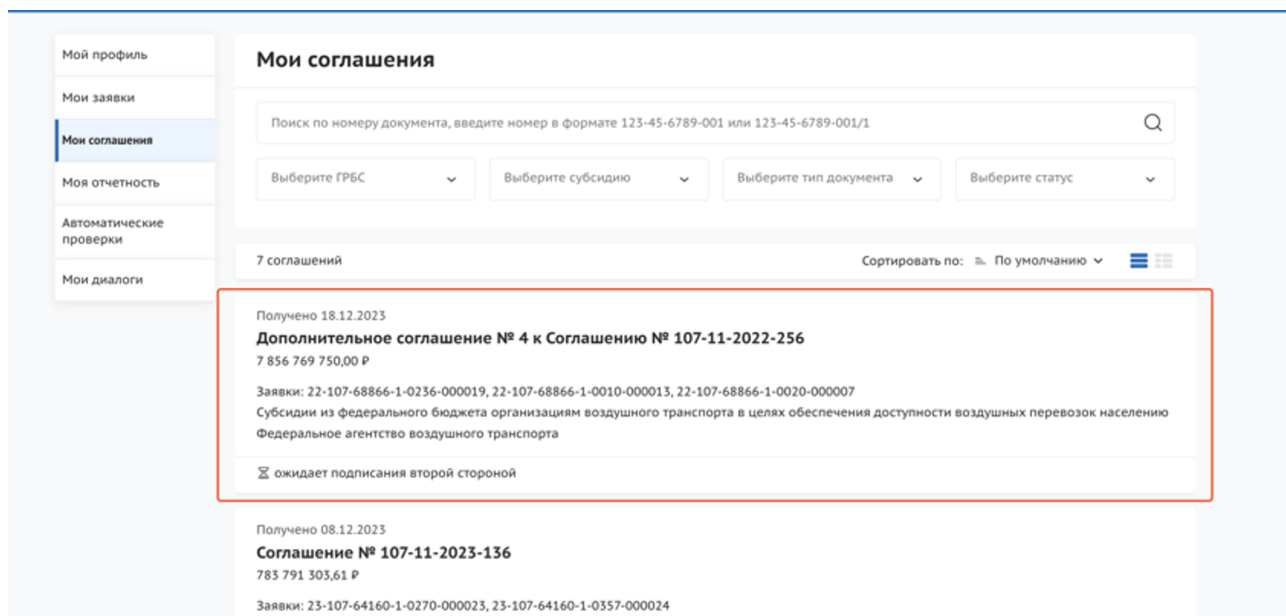 Мой профиль
Мои заявки
Мои соглашения
Моя отчетность
Автоматические
проверки
Мои диалоги
Мои соглашения
Поиск по номеру документа, введите номер в формате 123-45-6789-001 или 123-45-6789-001/1
Выберите ГРБС
Выберите субсидию
Выберите тип документа
Выберите статус
7 соглашений
Сортировать по: По умолчанию
Получено 18.12.2023
Дополнительное соглашение № 4 к Соглашению № 107-11-2022-256
7 856 769 750,00 ₽
Заявки: 22-107-68866-1-0236-000019, 22-107-68866-1-0010-000013, 22-107-68866-1-0020-000007
Субсидии из федерального бюджета организациям воздушного транспорта в целях обеспечения доступности воздушных перевозок населению
Федеральное агентство воздушного транспорта
ожидает подписания второй стороной
Получено 08.12.2023
Соглашение № 107-11-2023-136
783 791 303,61 ₽
Заявки: 23-107-64160-1-0270-000023, 23-107-64160-1-0357-000024